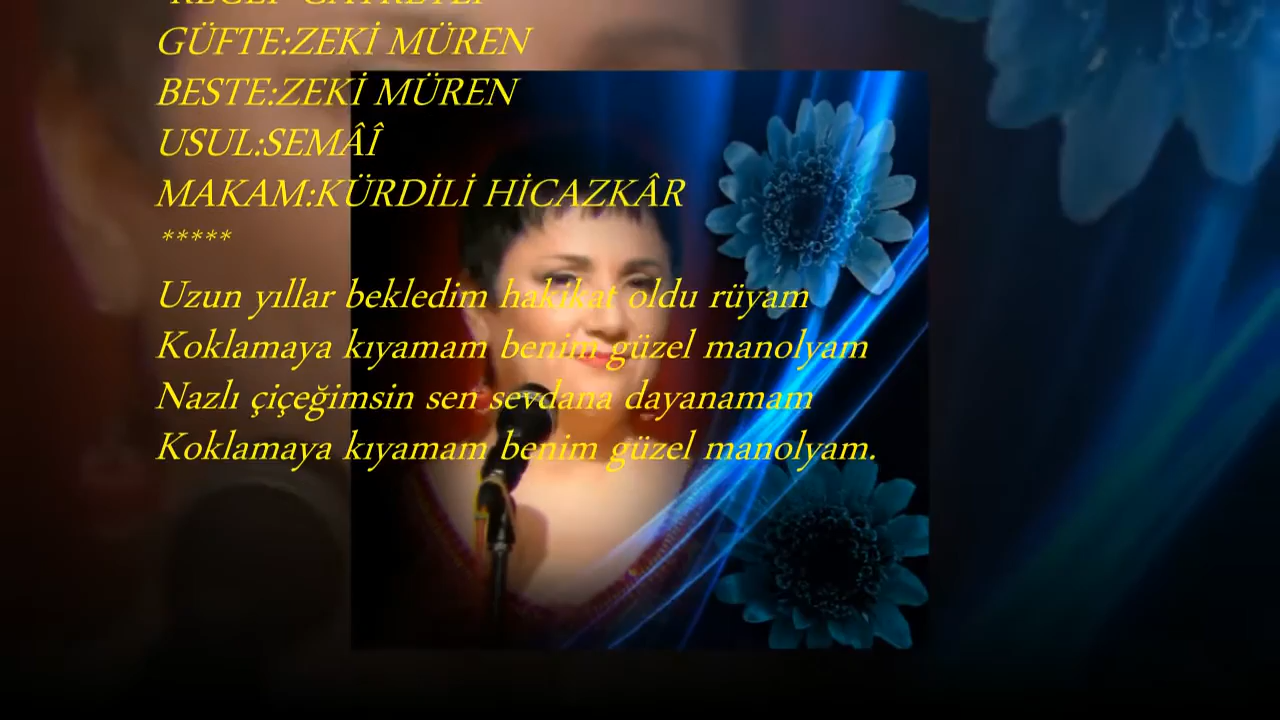 GÜFTE:ZEKİ MÜREN
BESTE:ZEKİ MÜREN
USUL:SEMÂÎ
MAKAM:KÜRDİLİ HİCAZKÂR
*****
Uzun yıllar bekledim hakikat oldu rüyam
Koklamaya kıyamam benim güzel manolyam
Nazlı çiçeğimsin sen sevdana dayanamam
Koklamaya kıyamam benim güzel manolyam.